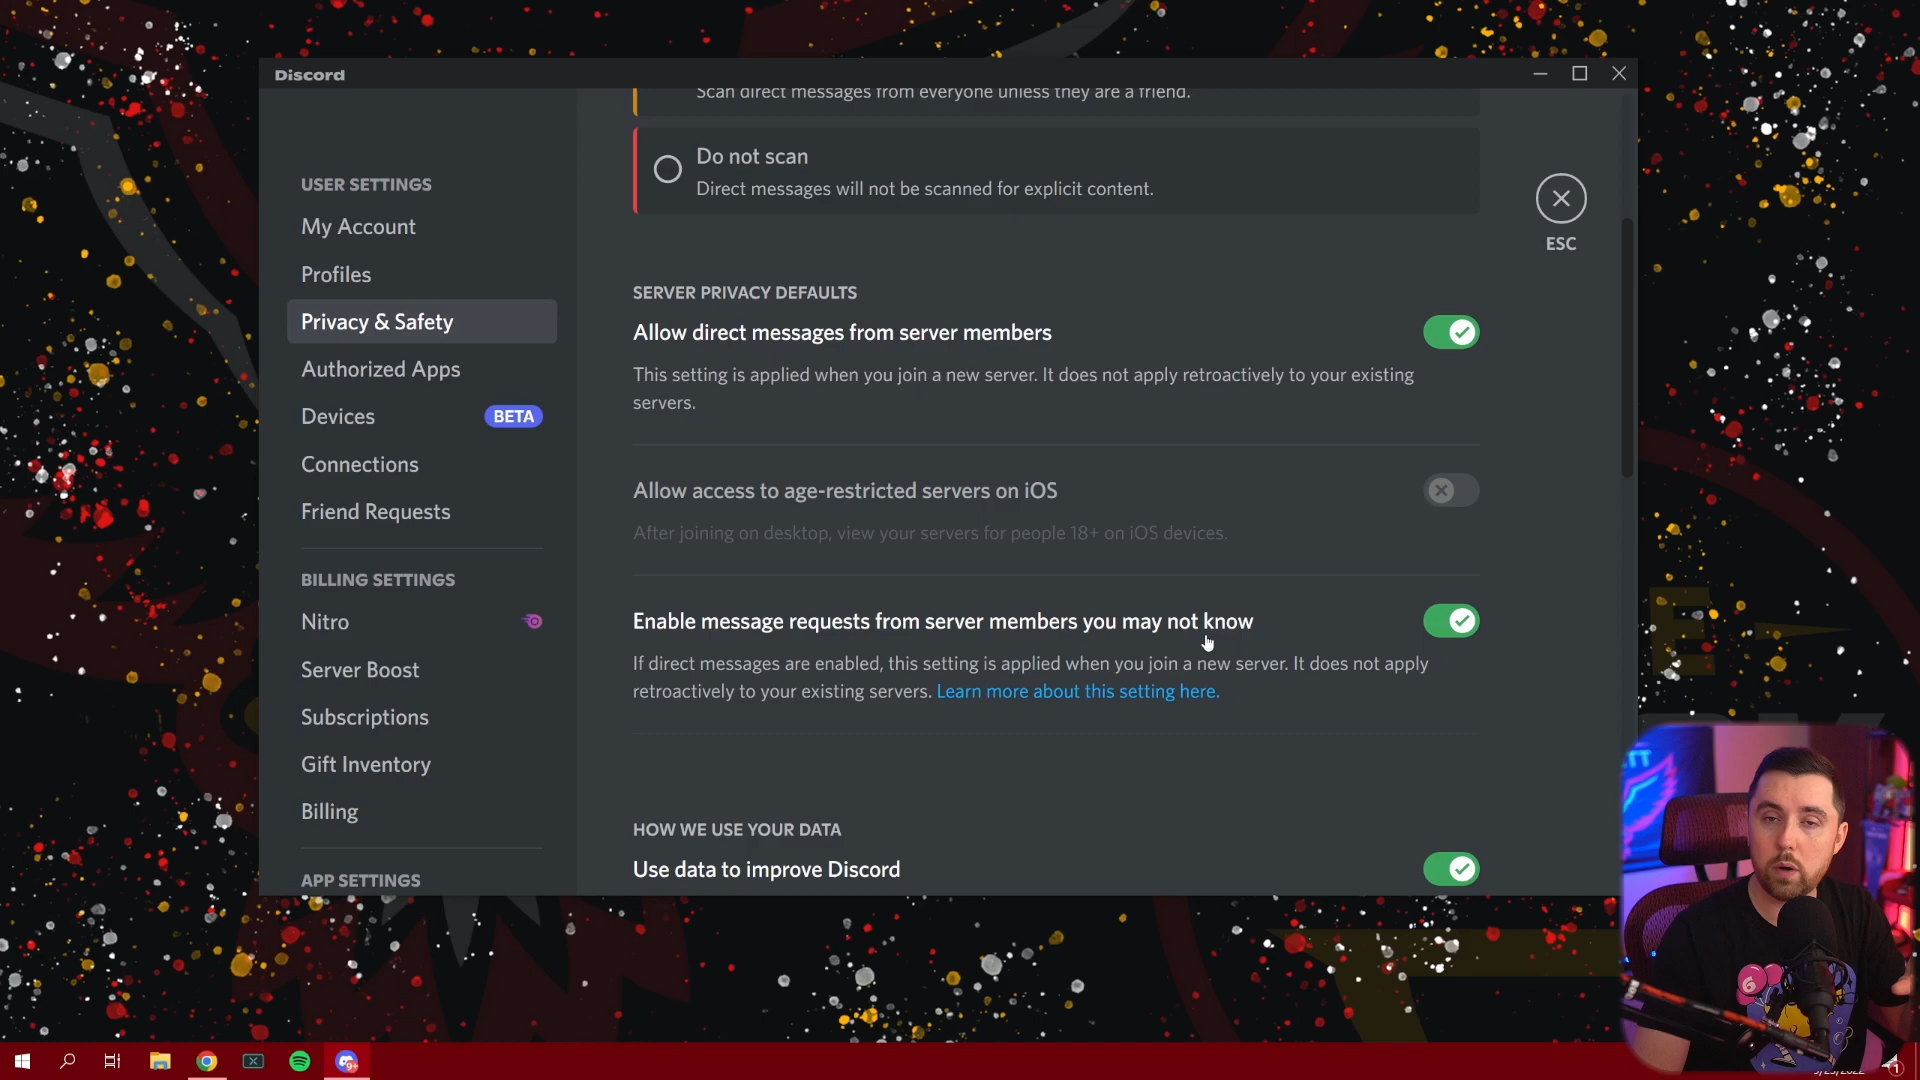 Discord
Scan direct messages from everyone unless they are a friend.
Do not scan
Direct messages will not be scanned for explicit content.
ESC
USER SETTINGS
My Account
Profiles
Privacy & Safety
Authorized Apps
Devices
BETA
Connections
Friend Requests
BILLING SETTINGS
Nitro
Server Boost
Subscriptions
Gift Inventory
Billing
APP SETTINGS
SERVER PRIVACY DEFAULTS
Allow direct messages from server members
This setting is applied when you join a new server. It does not apply retroactively to your existing
servers.
Allow access to age-restricted servers on iOS
After joining on desktop, view your servers for people 18+ on iOS devices.
Enable message requests from server members you may not know
If direct messages are enabled, this setting is applied when you join a new server. It does not apply
retroactively to your existing servers. Learn more about this setting here.
HOW WE USE YOUR DATA
Use data to improve Discord
9+
1